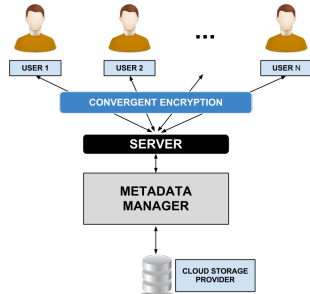 ...
USER 1
USER 2
USER N
CONVERGENT ENCRYPTION
SERVER
METADATA
MANAGER
CLOUD STORAGE
PROVIDER